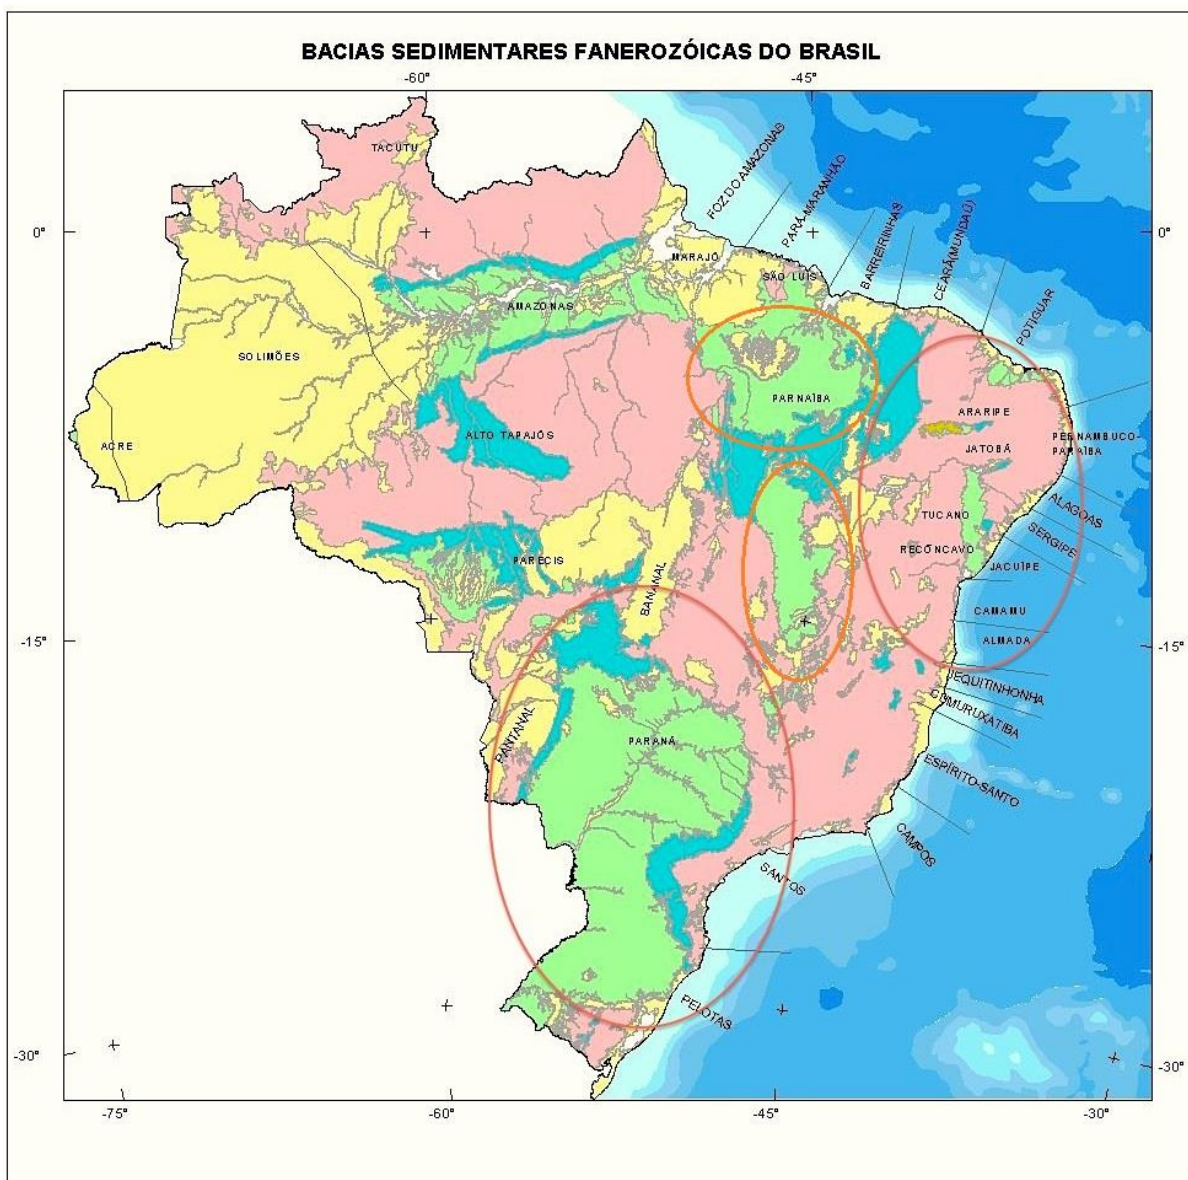 BACIAS SEDIMENTARES FANEROZÓICAS DO BRASIL
-60°
-45°
TACUTU
FOZ DO AMAZONAS
PARÁ-MARANHÃO
BARREIRINHAS
CEARÁ(MUNDAÚ)
0°
0°
MARAJÓ
SÃO LUÍS
AMAZONAS
POTIGUAR
SOLIMÕES
PARNAÍBA
ARARIPE
ACRE
ALTO TAPAJÓS
JATOBÁ
PERNAMBUCO-
PARAÍBA
ALAGOAS
TUCANO
SERGIPE
RECÔNCAVO
PARECIS
JACUÍPE
BANANAL
CAMAMU
-15°
ALMADA
-15°
JEQUITINHONHA
CUMURUXATIBA
PANTANAL
PARANÁ
ESPÍRITO-SANTO
CAMPOS
SANTOS
PELOTAS
-30°
-30°
-75°
-60°
-45°
-30°